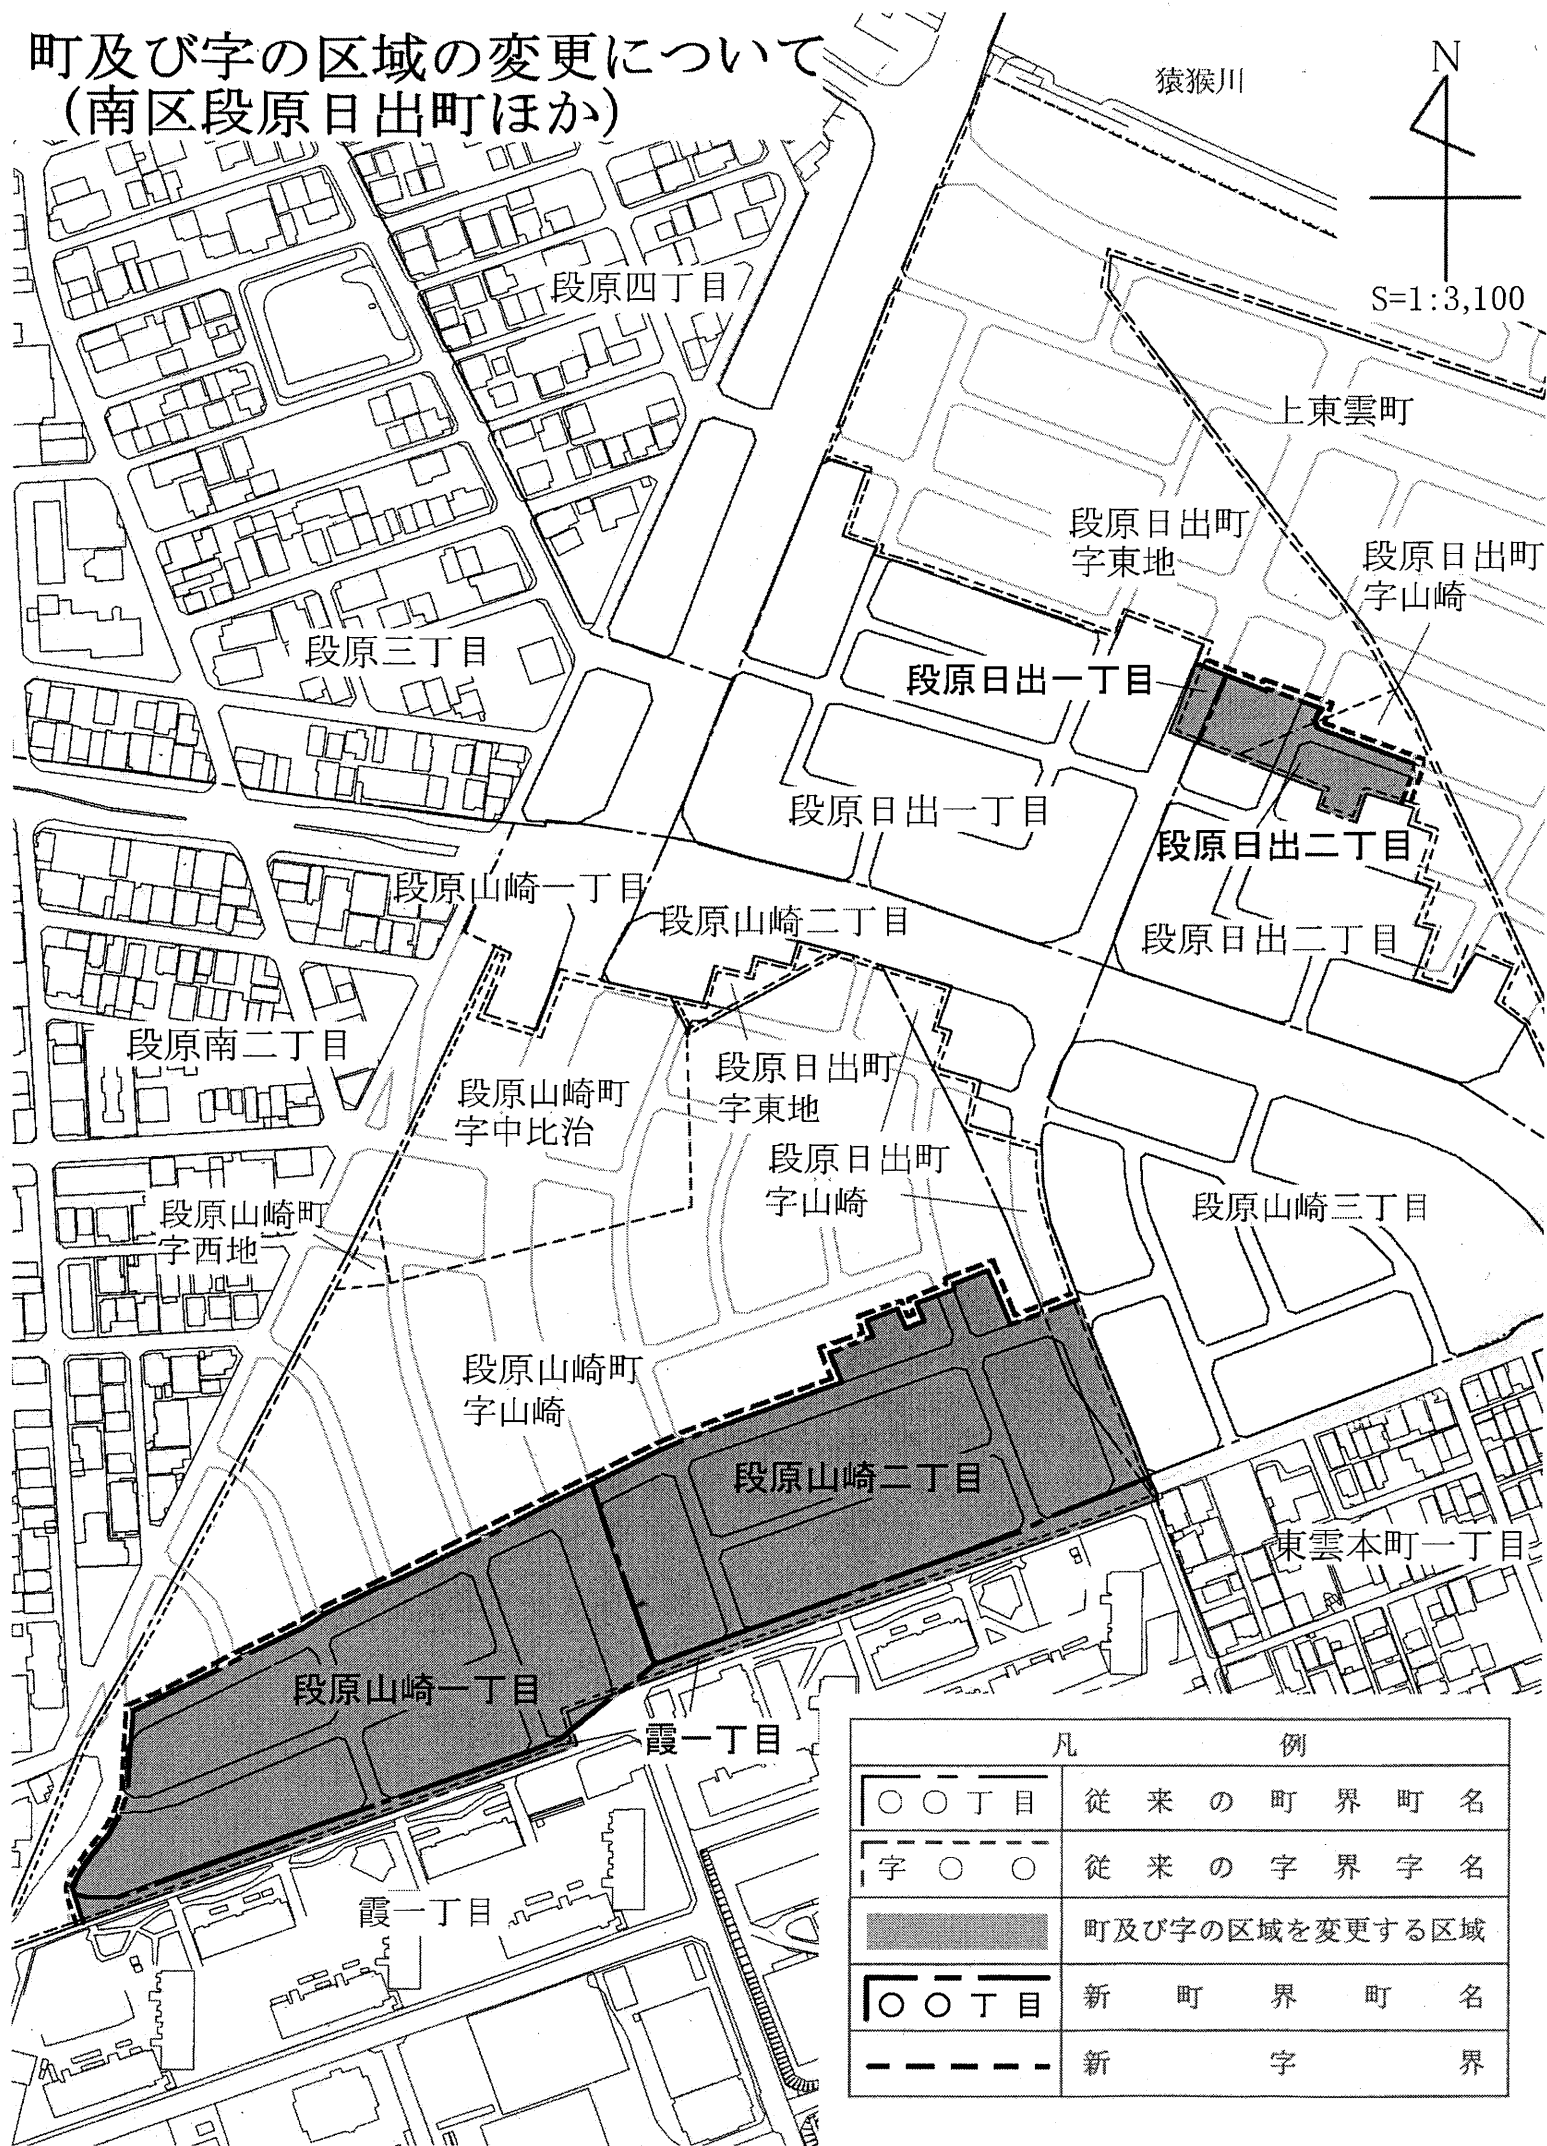 町及び字の区域の変更について
(南区段原日出町ほか)
猿猴川
N
S=1:3,100
段原四丁目
上東雲町
段原日出町
字東地
段原日出町
字山崎
段原三丁目
段原日出一丁目
段原日出一丁目
段原日出二丁目
段原山崎一丁目
段原山崎二丁目
段原日出二丁目
段原南二丁目
段原日出町
字東地
段原山崎町
字中比治
段原日出町
字山崎
段原山崎町
字西地
段原山崎三丁目
段原山崎町
字山崎
段原山崎二丁目
東雲本町一丁目
段原山崎一丁目
霞一丁目
霞一丁目
凡例
○○丁目 従来の町界町名
字○○ 従来の字界字名
町及び字の区域を変更する区域
○○丁目 新町界町名
新字界